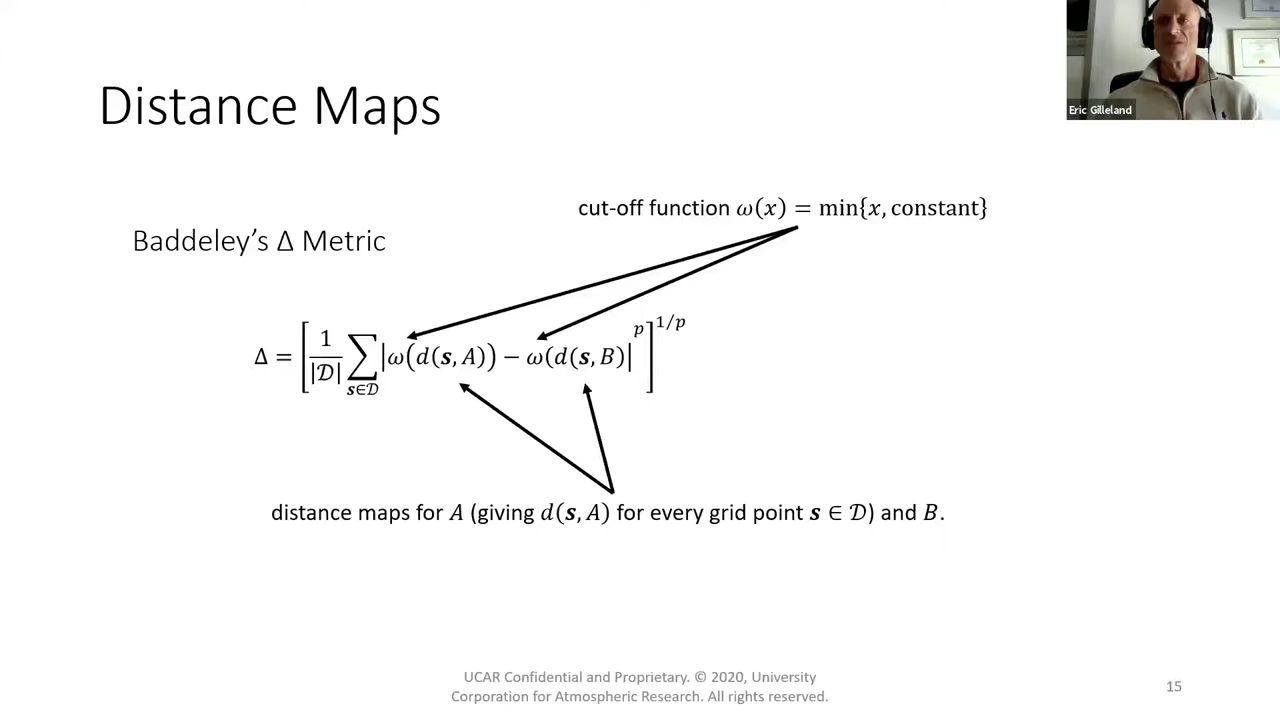 Distance Maps
Eric Gilleland
cut-off function ω(x) = min{x, constant}
Baddeley's Δ Metric
Δ = [1/|𝒟| ∑_{s∈𝒟} |ω(d(s, A)) − ω(d(s, B)|^p]^{1/p}
distance maps for A (giving d(s, A) for every grid point s ∈ 𝒟) and B.
UCAR Confidential and Proprietary. © 2020, University
Corporation for Atmospheric Research. All rights reserved.
15